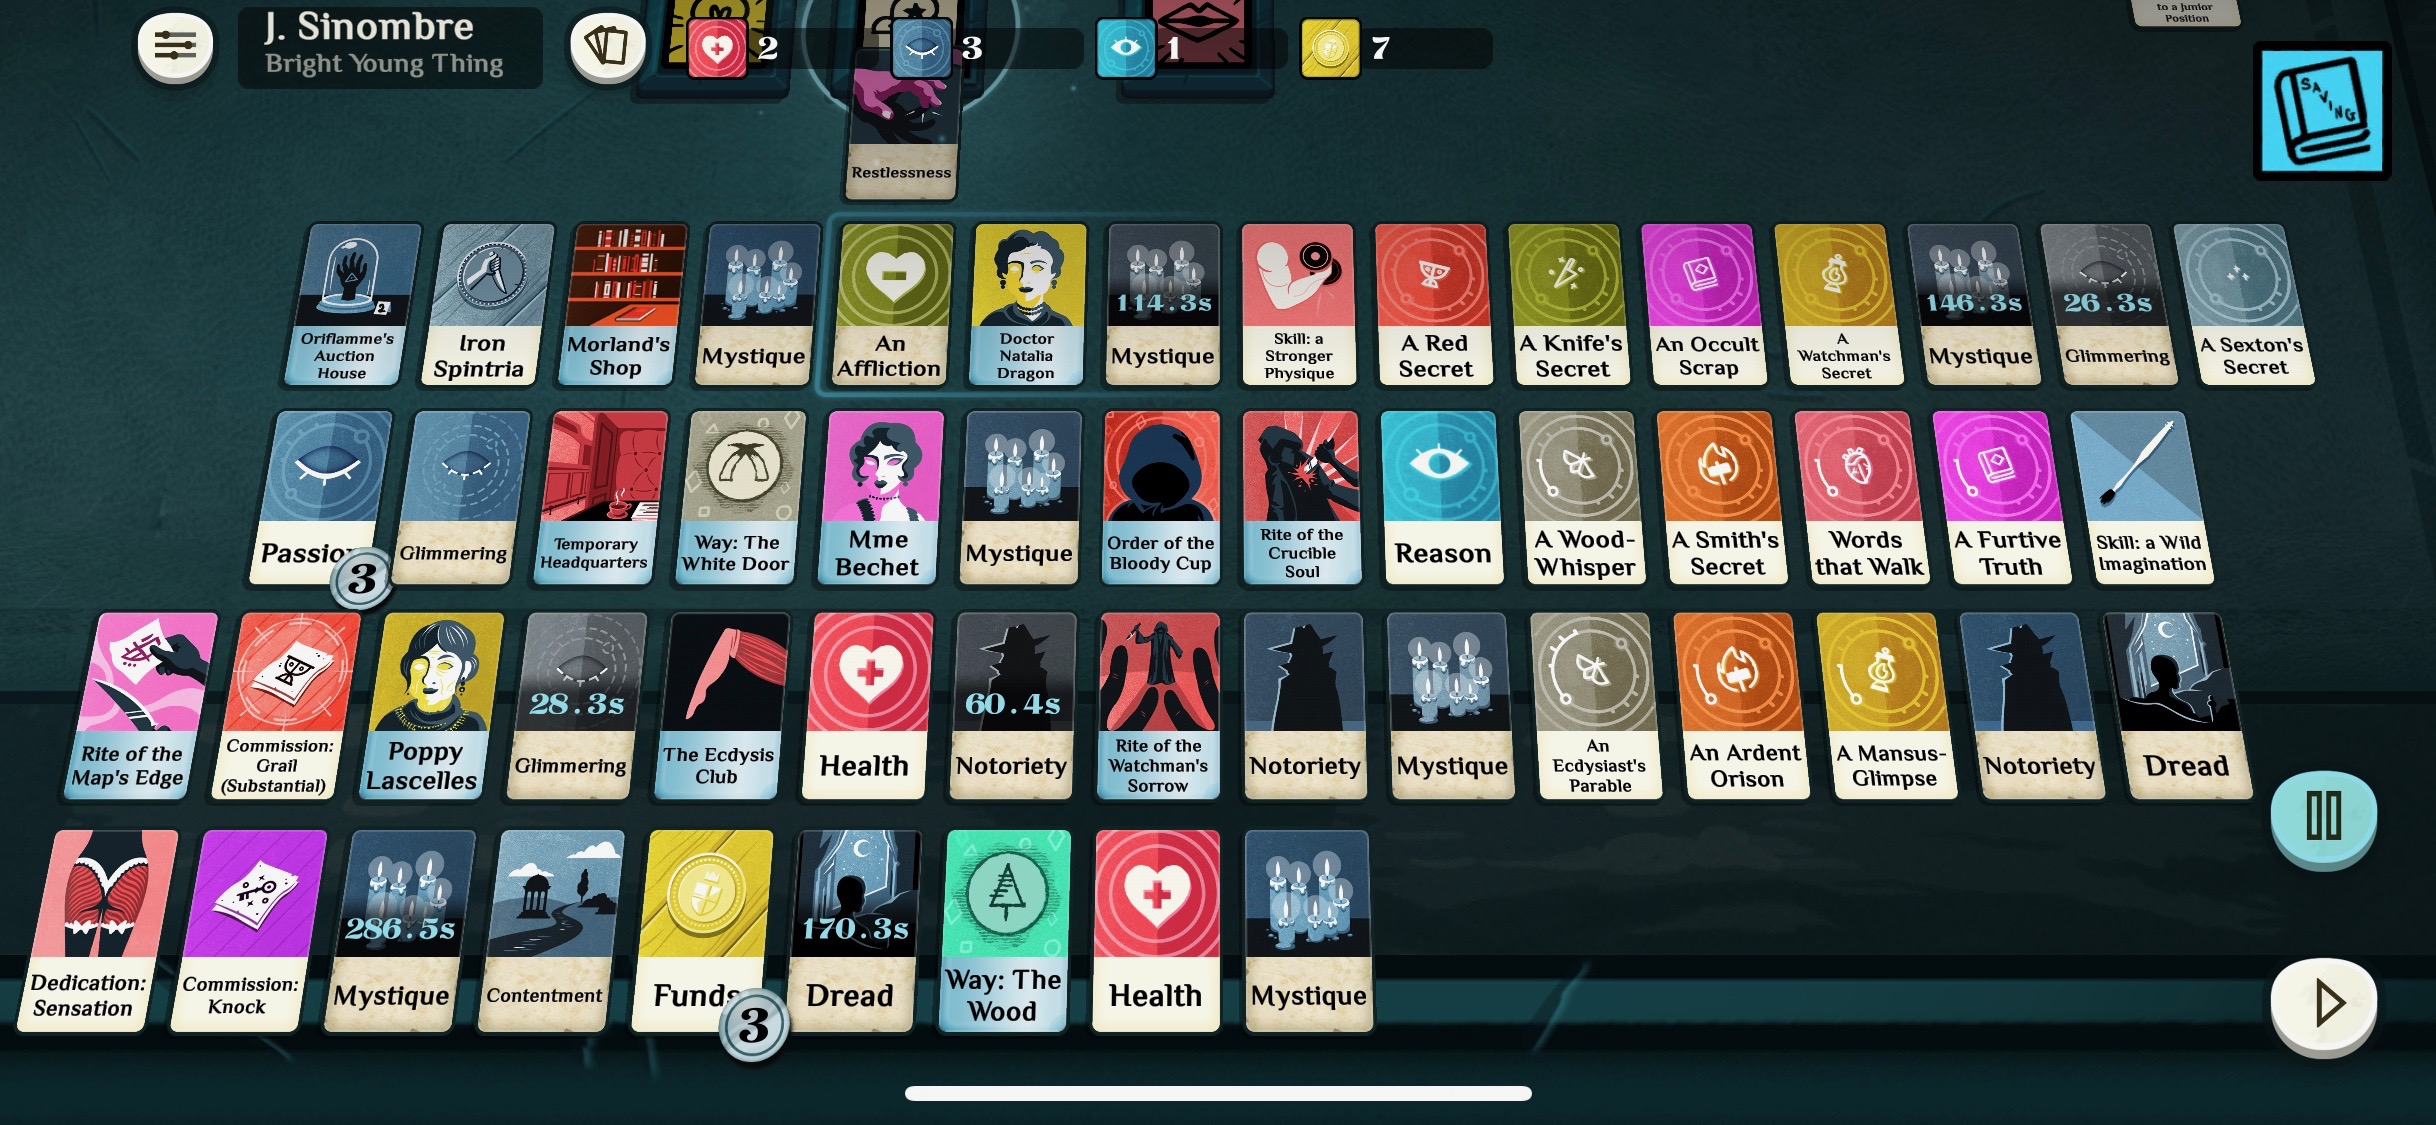 J. Sinombre
Bright Young Thing
2
3
1
7
to a Junior
Position
SAVING
Restlessness
Oriflamme's
Auction
House
2
Iron
Spintria
Morland's
Shop
Mystique
An
Affliction
Doctor
Natalia
Dragon
114.3s
Mystique
Skill: a
Stronger
Physique
A Red
Secret
A Knife's
Secret
An Occult
Scrap
A
Watchman's
Secret
146.3s
Mystique
26.3s
Glimmering
A Sexton's
Secret
Passion
3
Glimmering
Temporary
Headquarters
Way: The
White Door
Mme
Bechet
Mystique
Order of the
Bloody Cup
Rite of the
Crucible
Soul
Reason
A Wood-
Whisper
A Smith's
Secret
Words
that Walk
A Furtive
Truth
Skill: a Wild
Imagination
Rite of the
Map's Edge
Commission:
Grail
(Substantial)
Poppy
Lascelles
28.3s
Glimmering
The Ecdysis
Club
Health
60.4s
Notoriety
Rite of the
Watchman's
Sorrow
Notoriety
Mystique
An
Ecdysiast's
Parable
An Ardent
Orison
A Mansus-
Glimpse
Notoriety
Dread
Dedication:
Sensation
Commission:
Knock
286.5s
Mystique
Contentment
Funds
3
170.3s
Dread
Way: The
Wood
Health
Mystique